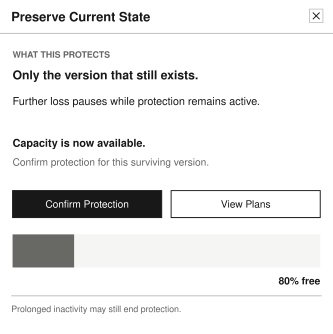 Preserve Current State
WHAT THIS PROTECTS
Only the version that still exists.
Further loss pauses while protection remains active.
Capacity is now available.
Confirm protection for this surviving version.
Confirm Protection
View Plans
80% free
Prolonged inactivity may still end protection.